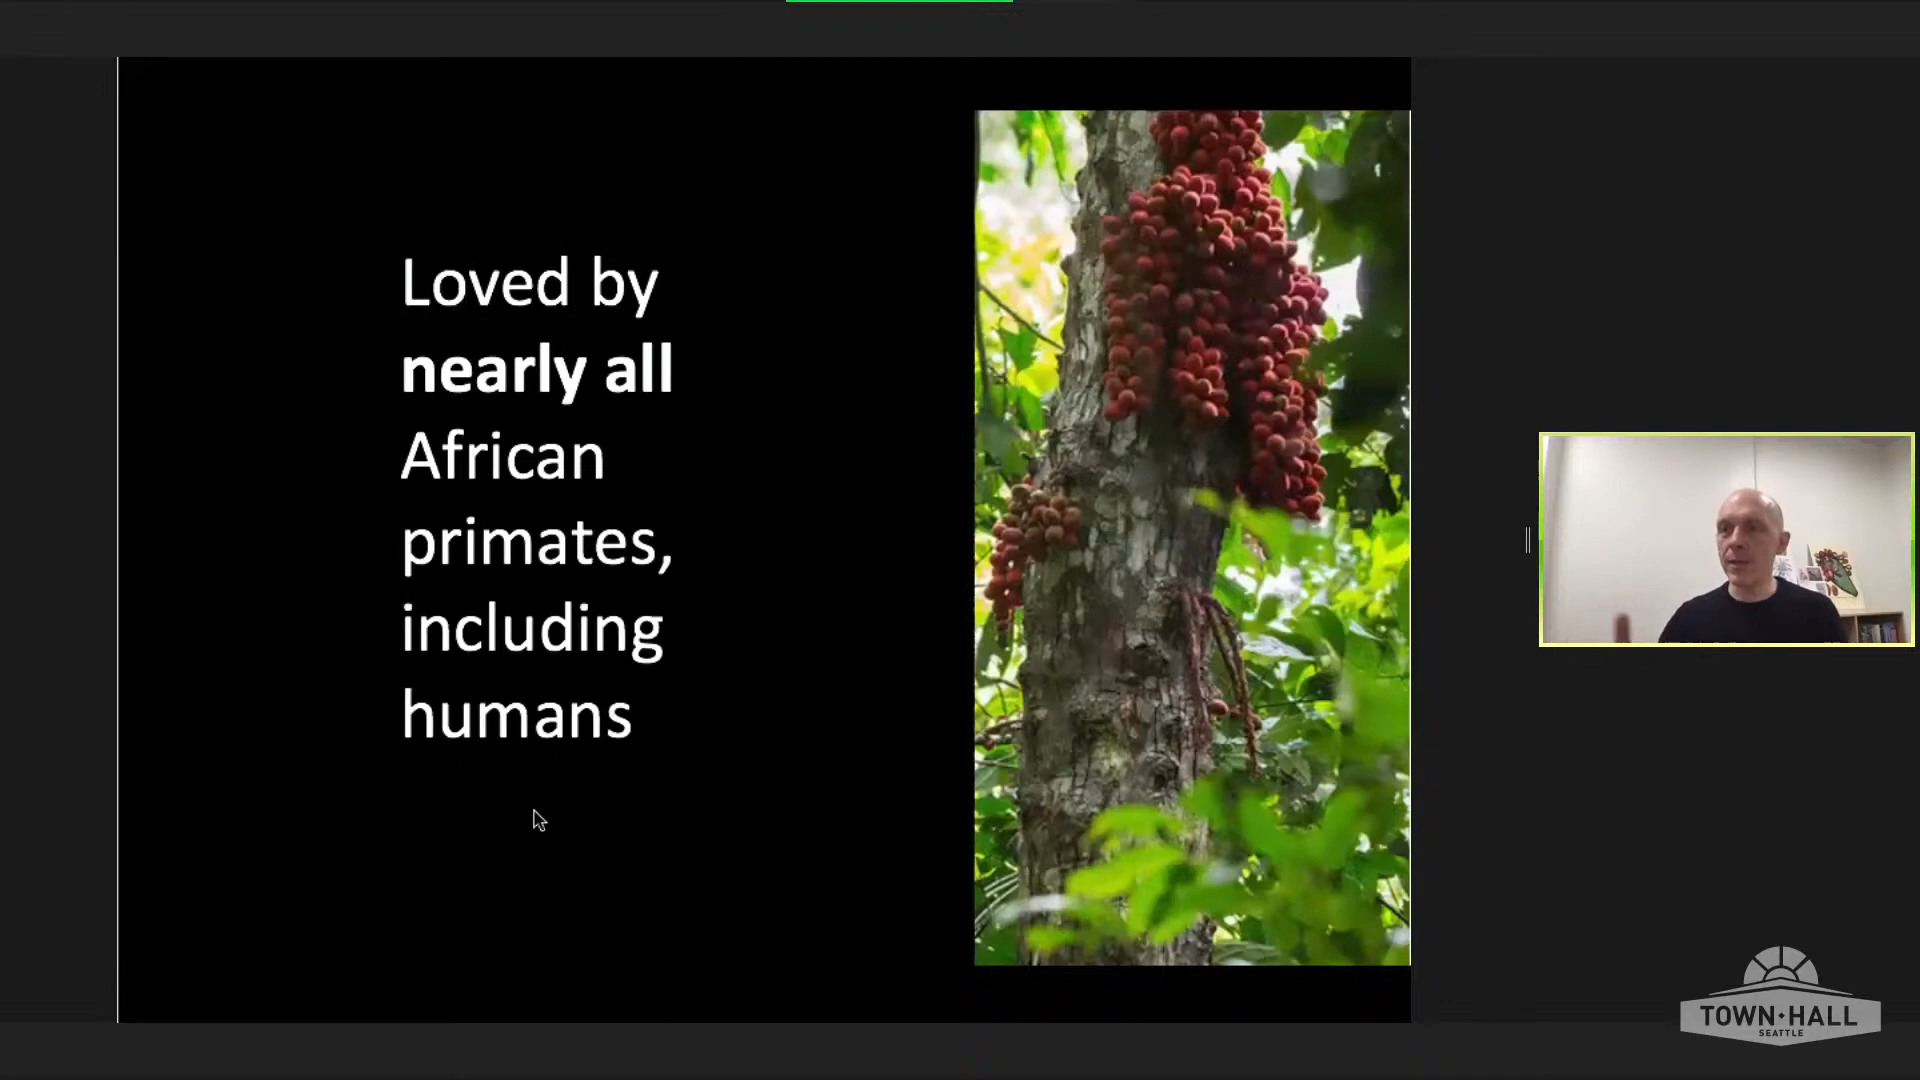 Loved by
nearly all
African
primates,
including
humans
TOWN·HALL
SEATTLE